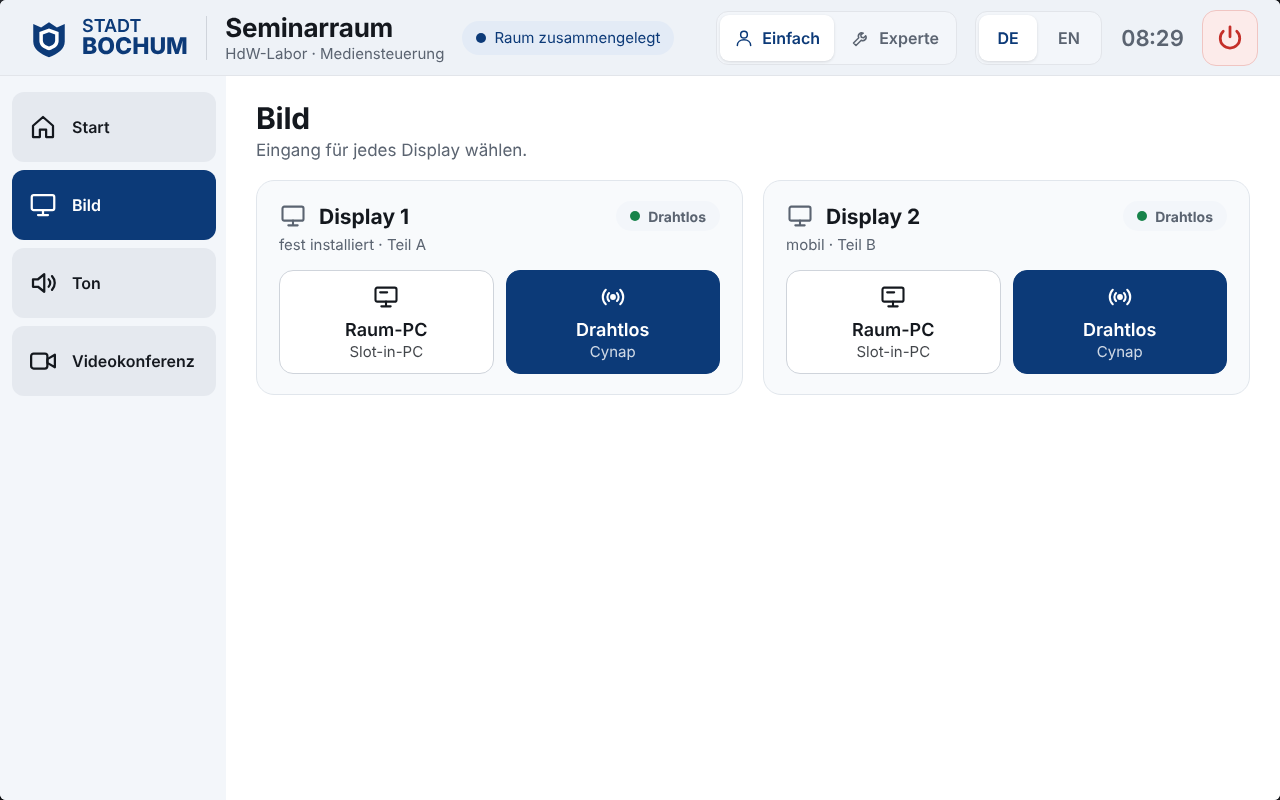 STADT
BOCHUM
Seminarraum
HdW-Labor · Mediensteuerung
Raum zusammengelegt
Einfach
Experte
DE
EN
08:29
Start
Bild
Ton
Videokonferenz
Bild
Eingang für jedes Display wählen.
Display 1
Drahtlos
fest installiert · Teil A
Raum-PC
Slot-in-PC
Drahtlos
Cynap
Display 2
Drahtlos
mobil · Teil B
Raum-PC
Slot-in-PC
Drahtlos
Cynap